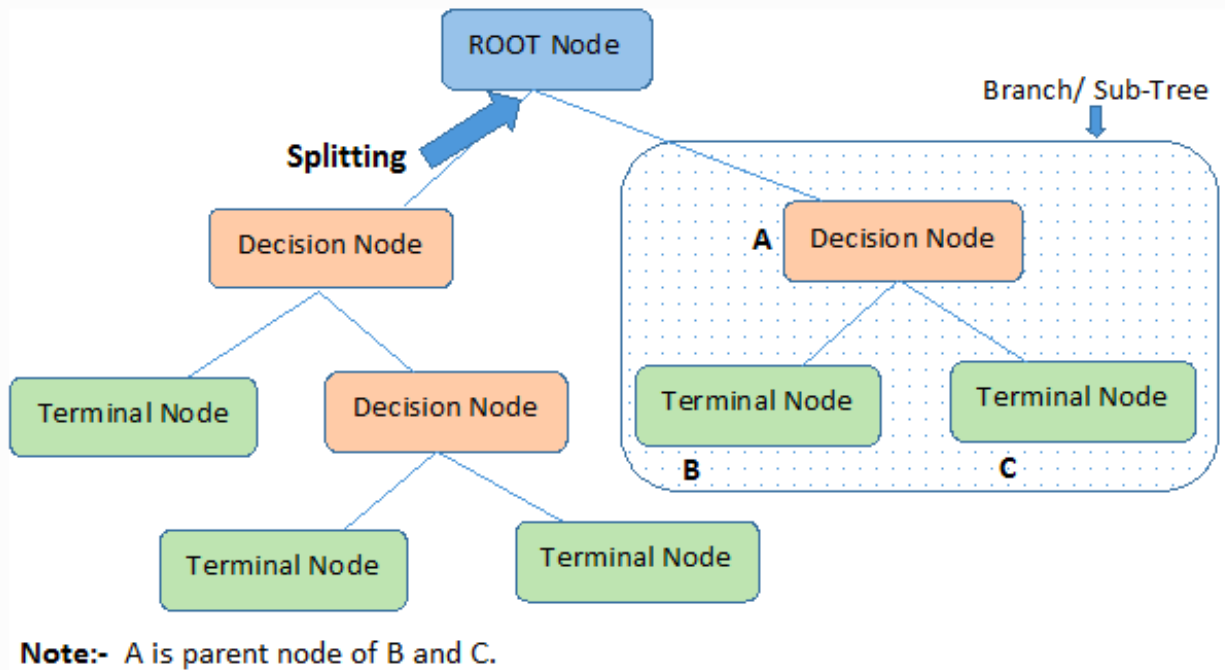 ROOT Node
Branch/ Sub-Tree
Splitting
Decision Node
A
Decision Node
Terminal Node
Decision Node
Terminal Node
Terminal Node
B
C
Terminal Node
Terminal Node
Note:- A is parent node of B and C.